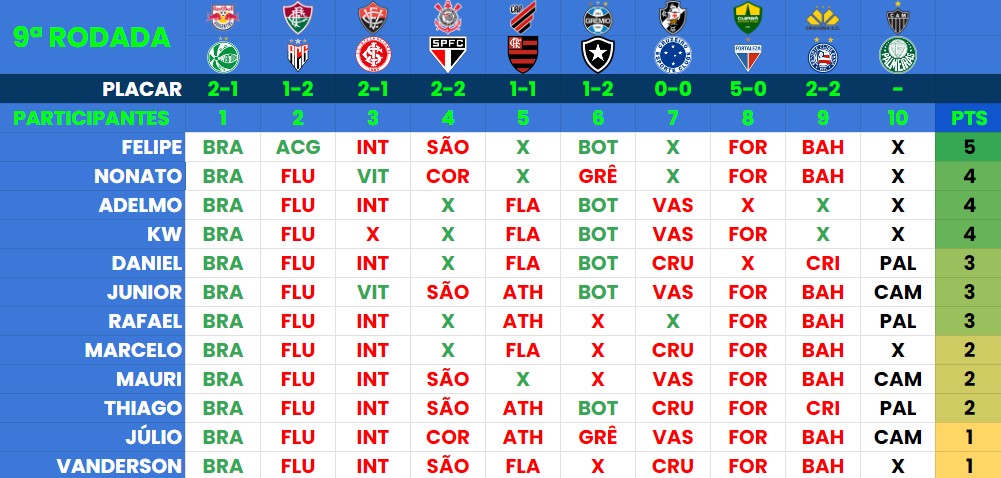 9ª RODADA
PLACAR 2-1 1-2 2-1 2-2 1-1 1-2 0-0 5-0 2-2 -
PARTICIPANTES 1 2 3 4 5 6 7 8 9 10 PTS
FELIPE BRA ACG INT SÃO X BOT X FOR BAH X 5
NONATO BRA FLU VIT COR X GRÊ X FOR BAH X 4
ADELMO BRA FLU INT X FLA BOT VAS X X X 4
KW BRA FLU X X FLA BOT VAS FOR X X 4
DANIEL BRA FLU INT X FLA BOT CRU X CRI PAL 3
JUNIOR BRA FLU VIT SÃO ATH BOT VAS FOR BAH CAM 3
RAFAEL BRA FLU INT X ATH X X FOR BAH PAL 3
MARCELO BRA FLU INT X FLA X CRU FOR BAH X 2
MAURI BRA FLU INT SÃO X X VAS FOR BAH CAM 2
THIAGO BRA FLU INT SÃO ATH BOT CRU FOR CRI PAL 2
JÚLIO BRA FLU INT COR ATH GRÊ VAS FOR BAH CAM 1
VANDERSON BRA FLU INT SÃO FLA X CRU FOR BAH X 1